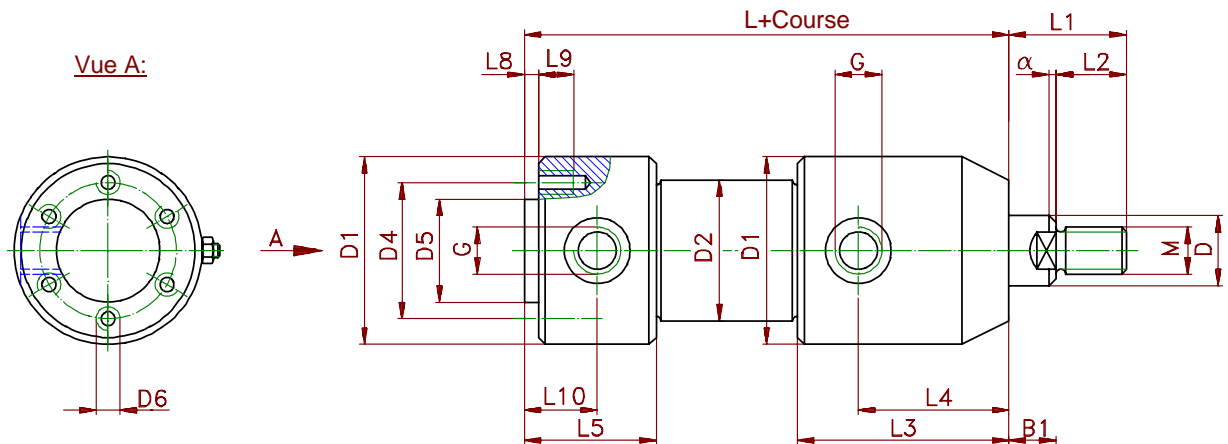 L+Course
L1
Vue A:
L8
L9
G
α
L2
A
D1
D4
D5
G
D2
D1
M
D
D6
L10
L4
L5
L3
B1